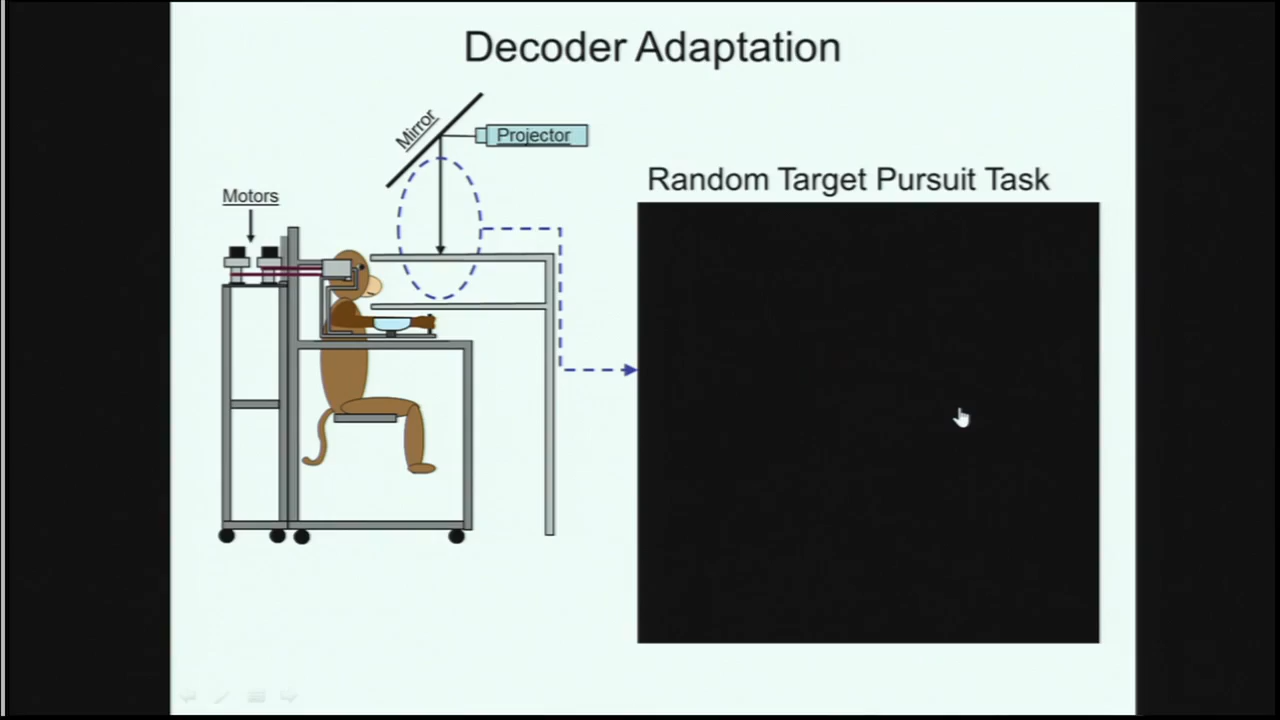 Decoder Adaptation
Mirror
Projector
Random Target Pursuit Task
Motors